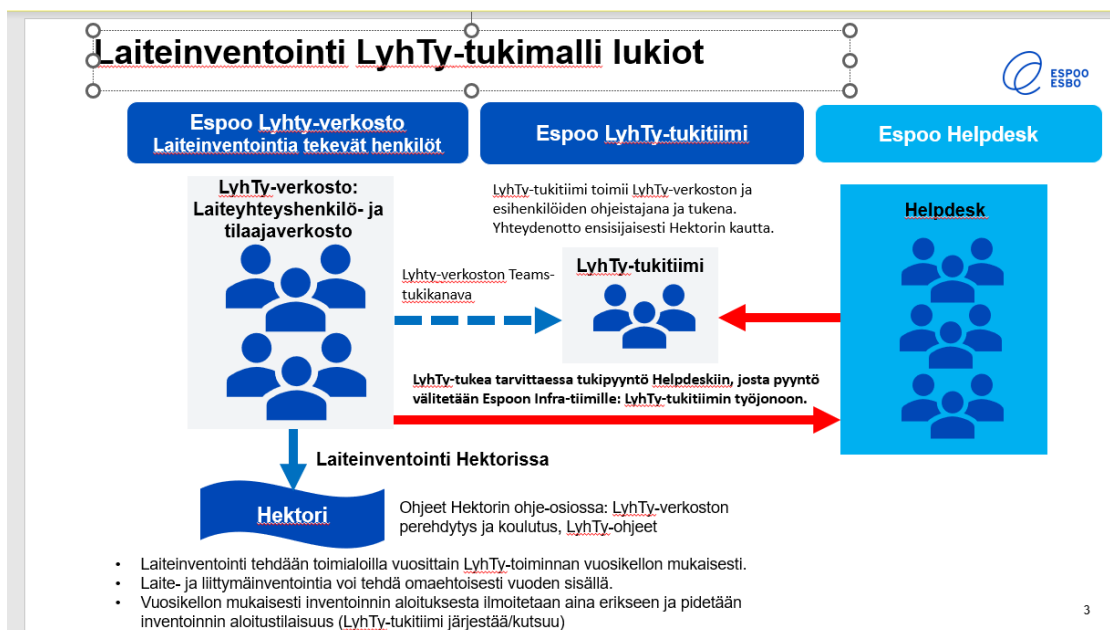 Laiteinventointi LyhTy-tukimalli lukiot
ESPOO
ESBO
Espoo Lyhty-verkosto
Laiteinventointia tekevät henkilöt
Espoo LyhTy-tukitiimi
Espoo Helpdesk
LyhTy-verkosto:
Laiteyhteyshenkilö- ja
tilaajaverkosto
LyhTy-tukitiimi toimii LyhTy-verkoston ja
esihenkilöiden ohjeistajana ja tukena.
Yhteydenotto ensisijaisesti Hektorin kautta.
Helpdesk
Lyhty-verkoston Teams-
tukikanava
LyhTy-tukitiimi
LyhTy-tukea tarvittaessa tukipyyntö Helpdeskiin, josta pyyntö
välitetään Espoon Infra-tiimille: LyhTy-tukitiimin työjonoon.
Laiteinventointi Hektorissa
Hektori
Ohjeet Hektorin ohje-osiossa: LyhTy-verkoston
perehdytys ja koulutus, LyhTy-ohjeet
• Laiteinventointi tehdään toimialoilla vuosittain LyhTy-toiminnan vuosikellon mukaisesti.
• Laite- ja liittymäinventointia voi tehdä omaehtoisesti vuoden sisällä.
• Vuosikellon mukaisesti inventoinnin aloituksesta ilmoitetaan aina erikseen ja pidetään
inventoinnin aloitustilaisuus (LyhTy-tukitiimi järjestää/kutsuu)
3